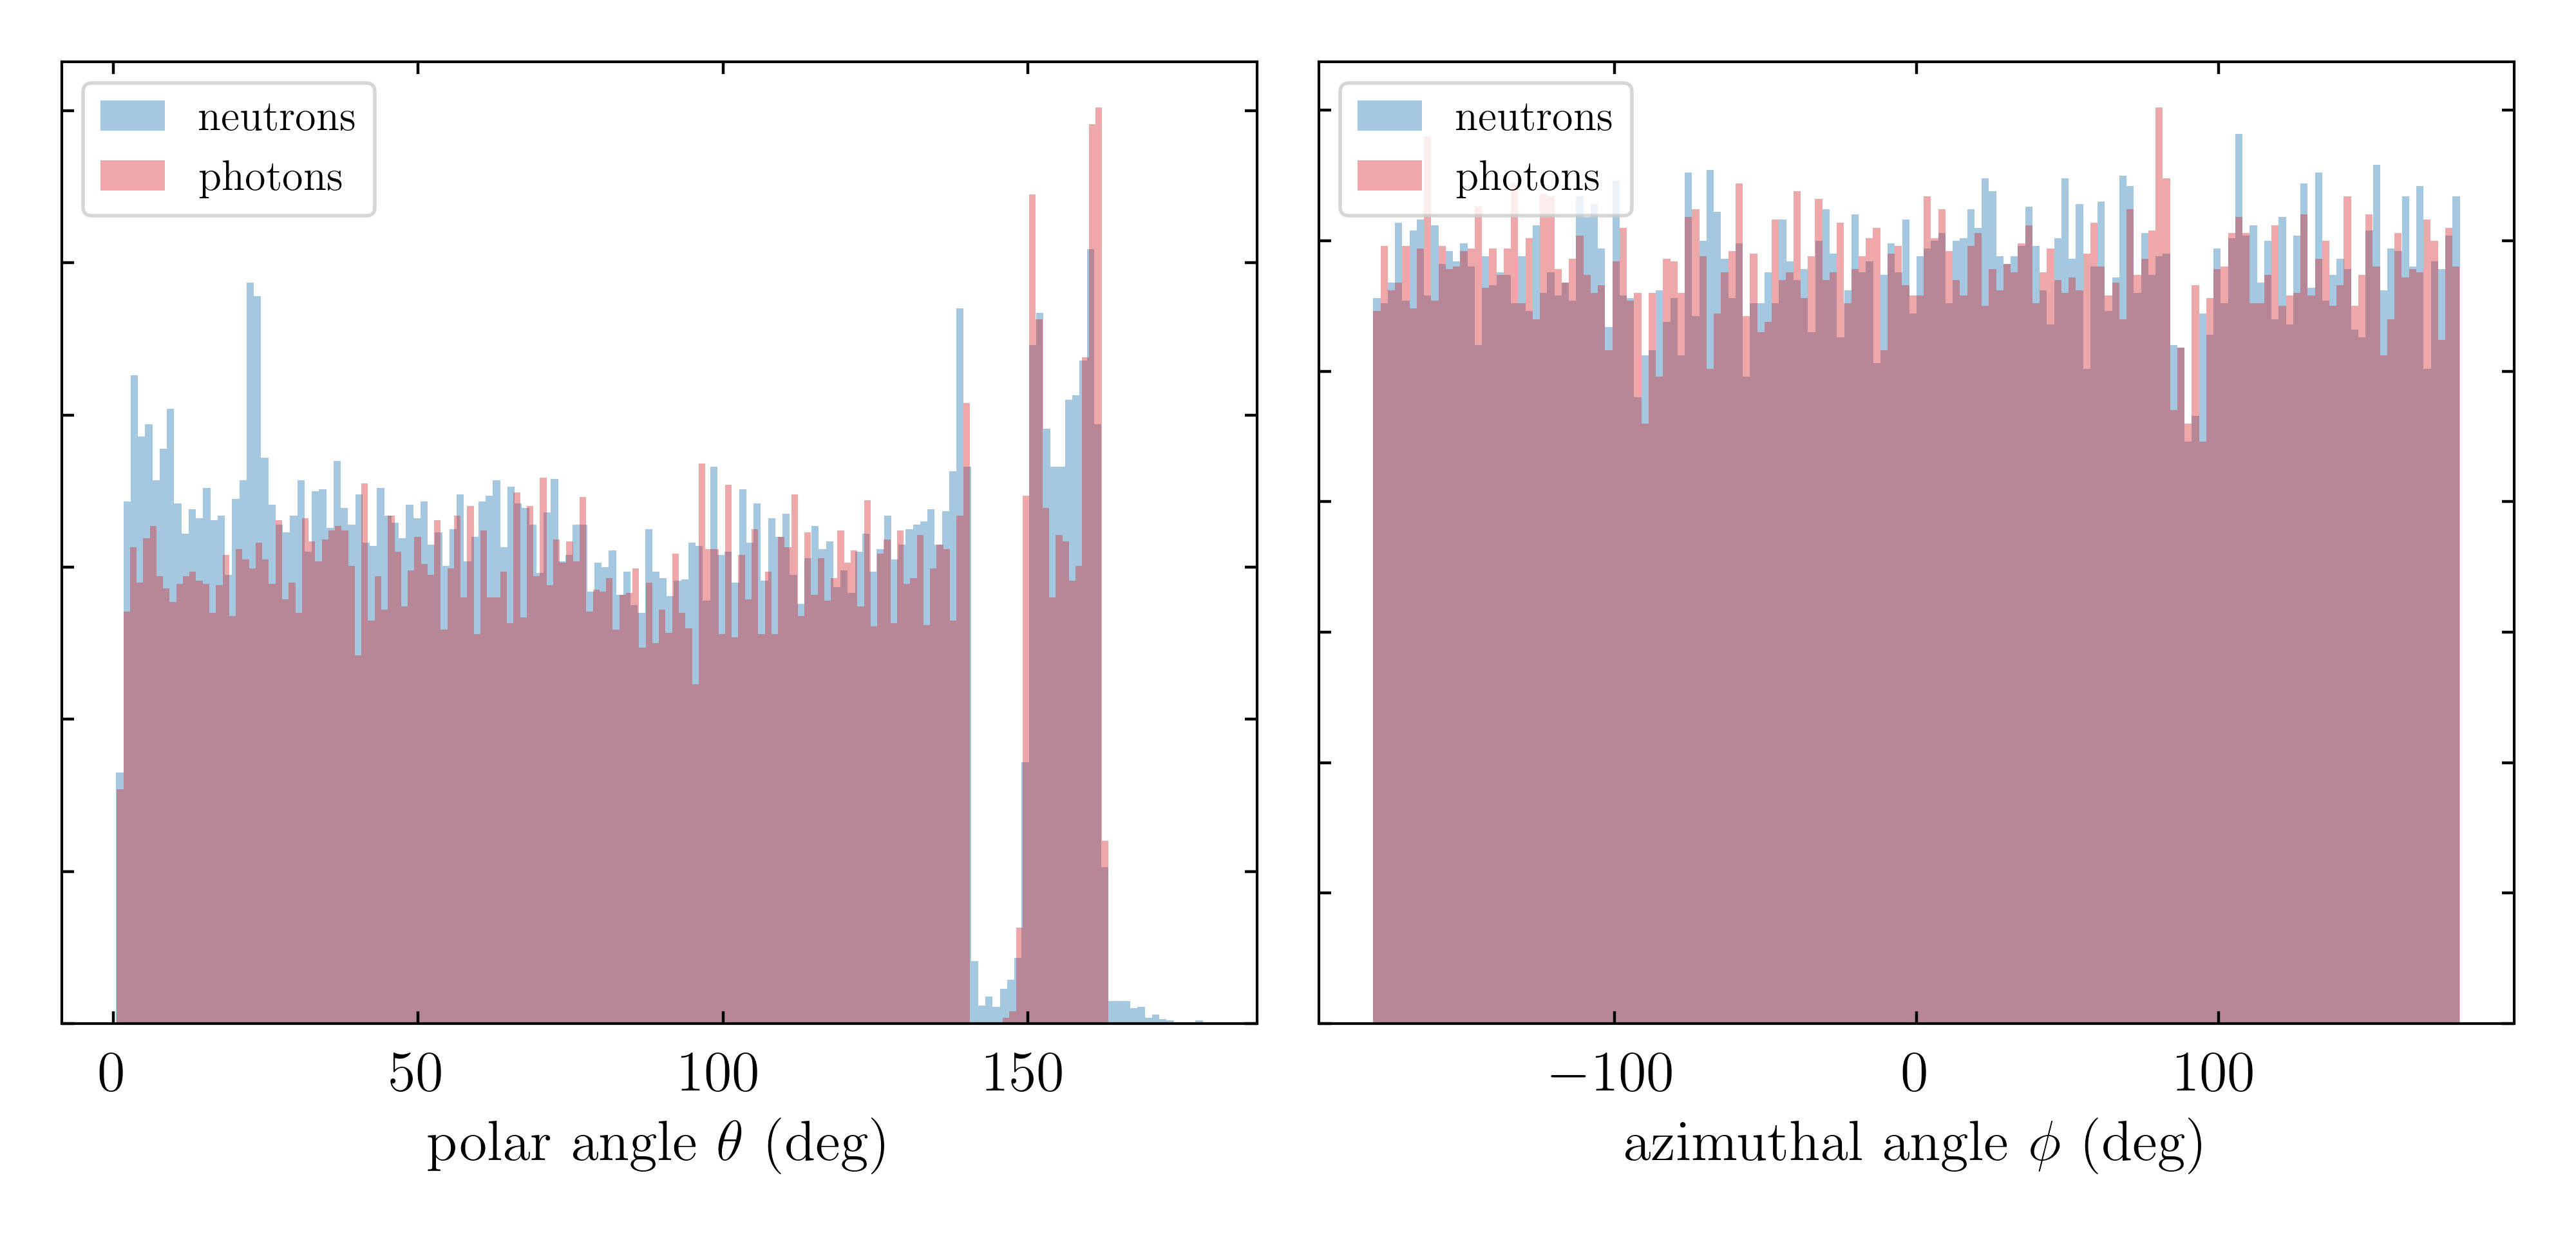 neutrons
photons
0
50
100
150
polar angle θ (deg)
neutrons
photons
−100
0
100
azimuthal angle ϕ (deg)